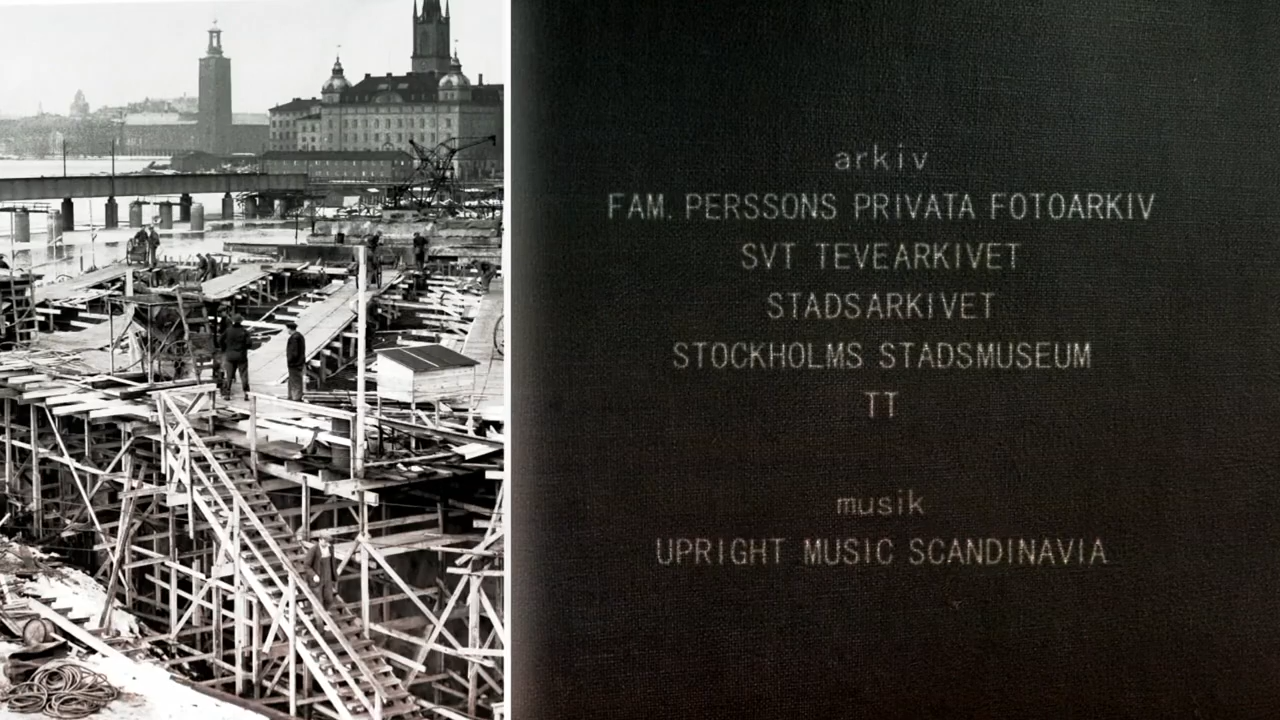 arkiv
FAM. PERSSONS PRIVATA FOTOARKIV
SVT TEVEARKIVET
STADSARKIVET
STOCKHOLMS STADSMUSEUM
TT
musik
UPRIGHT MUSIC SCANDINAVIA